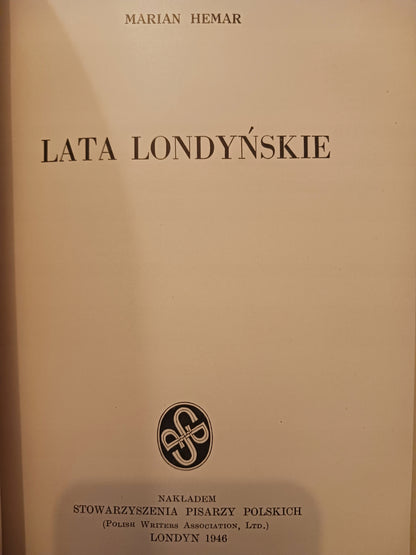 MARIAN HEMAR
LATA LONDYŃSKIE
NAKŁADEM
STOWARZYSZENIA PISARZY POLSKICH
(POLISH WRITERS ASSOCIATION, LTD.)
LONDYN 1946